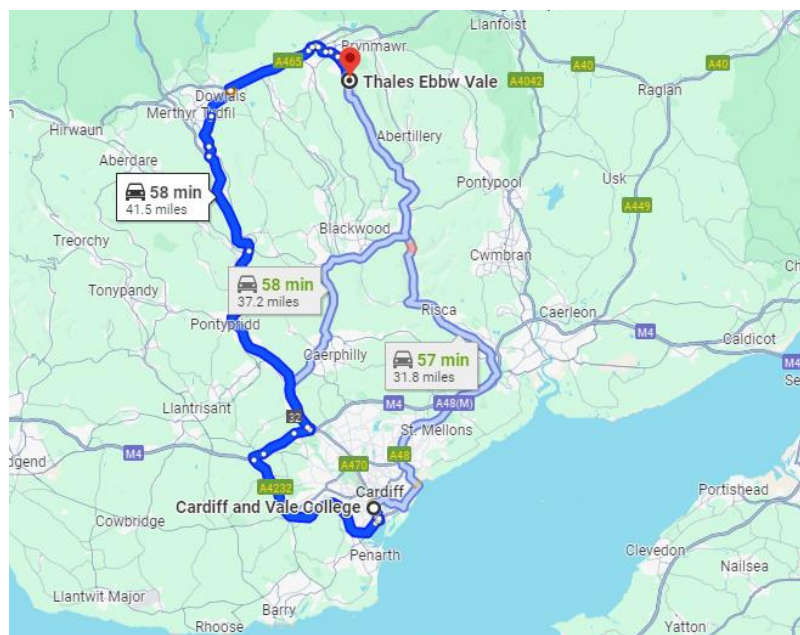 Llanfoist
Brynmawr
A465
A40
A40
Thales Ebbw Vale
A4042
Raglan
Dowlais
Merthyr Tydfil
Hirwaun
Abertillery
Aberdare
Pontypool
Usk
58 min
41.5 miles
A449
Blackwood
Treorchy
Cwmbran
58 min
37.2 miles
Tonypandy
Risca
Caerleon
Pontypridd
M4
Caldicot
Caerphilly
57 min
31.8 miles
M4
Llantrisant
M4
A48(M)
32
St. Mellons
M4
A48
A470
A4232
Cardiff
Portishead
Cardiff and Vale College
Cowbridge
Penarth
Clevedon
Nailsea
Llantwit Major
Barry
Rhoose
Yatton